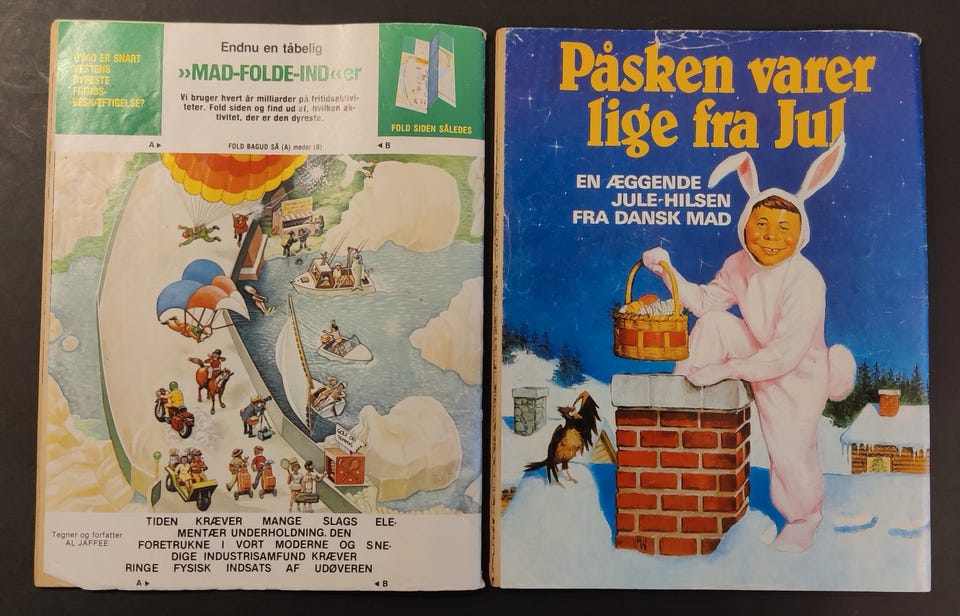 HVAD ER SNART
VESTENS
DYRESTE
FRITIDS-
BESKÆFTIGELSE?
Endnu en tåbelig
»MAD-FOLDE-IND«er
Vi bruger hvert år milliarder på fritidsaktivi-
teter. Fold siden og find ud af, hvilken ak-
tivitet, der er den dyreste.
FOLD SIDEN SÅLEDES
A▶ FOLD BAGUD SÅ (A) møder (B) ◀B
GOLF OG
TENNIS
Tegner og forfatter
AL JAFFEE
TIDEN KRÆVER MANGE SLAGS ELE-
MENTÆR UNDERHOLDNING. DEN
FORETRUKNE I VORT MODERNE OG SNE-
DIGE INDUSTRISAMFUND KRÆVER
RINGE FYSISK INDSATS AF UDØVEREN
A▶ ◀B
Påsken varer
lige fra Jul
EN ÆGGENDE
JULE-HILSEN
FRA DANSK MAD